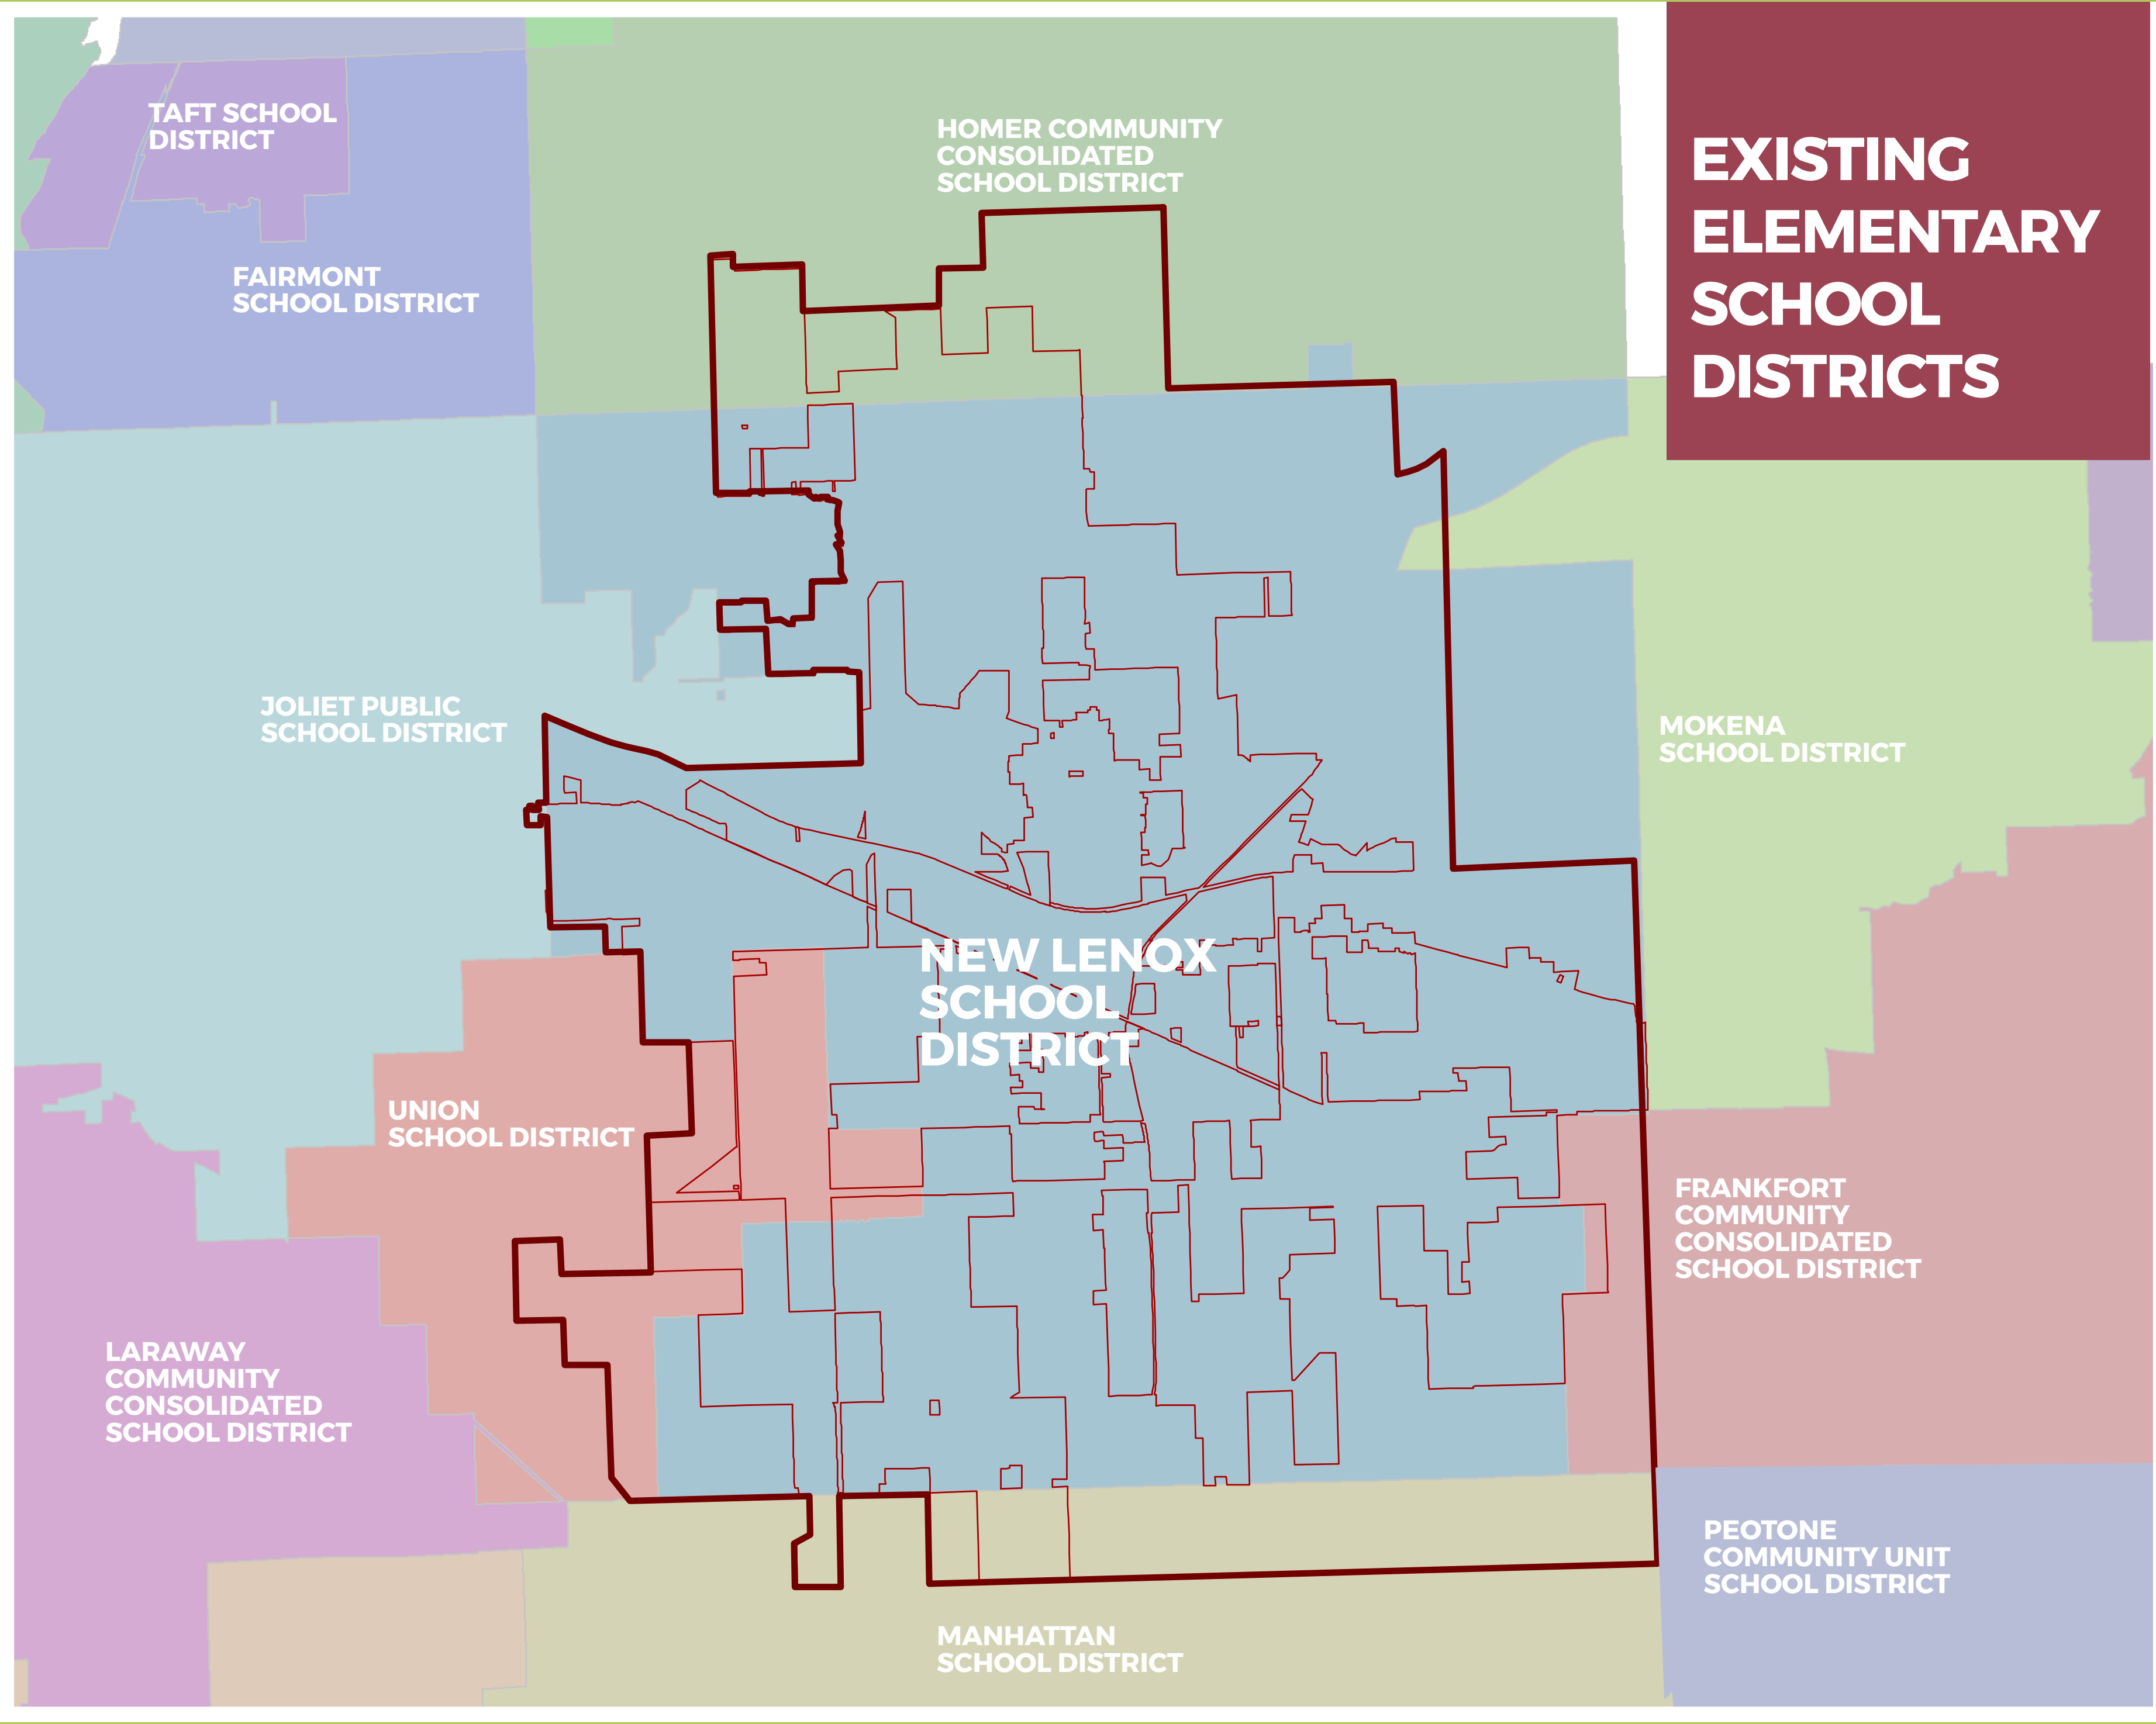 EXISTING
ELEMENTARY
SCHOOL
DISTRICTS
TAFT SCHOOL
DISTRICT
HOMER COMMUNITY
CONSOLIDATED
SCHOOL DISTRICT
FAIRMONT
SCHOOL DISTRICT
JOLIET PUBLIC
SCHOOL DISTRICT
MOKENA
SCHOOL DISTRICT
NEW LENOX
SCHOOL
DISTRICT
UNION
SCHOOL DISTRICT
FRANKFORT
COMMUNITY
CONSOLIDATED
SCHOOL DISTRICT
LARAWAY
COMMUNITY
CONSOLIDATED
SCHOOL DISTRICT
PEOTONE
COMMUNITY UNIT
SCHOOL DISTRICT
MANHATTAN
SCHOOL DISTRICT